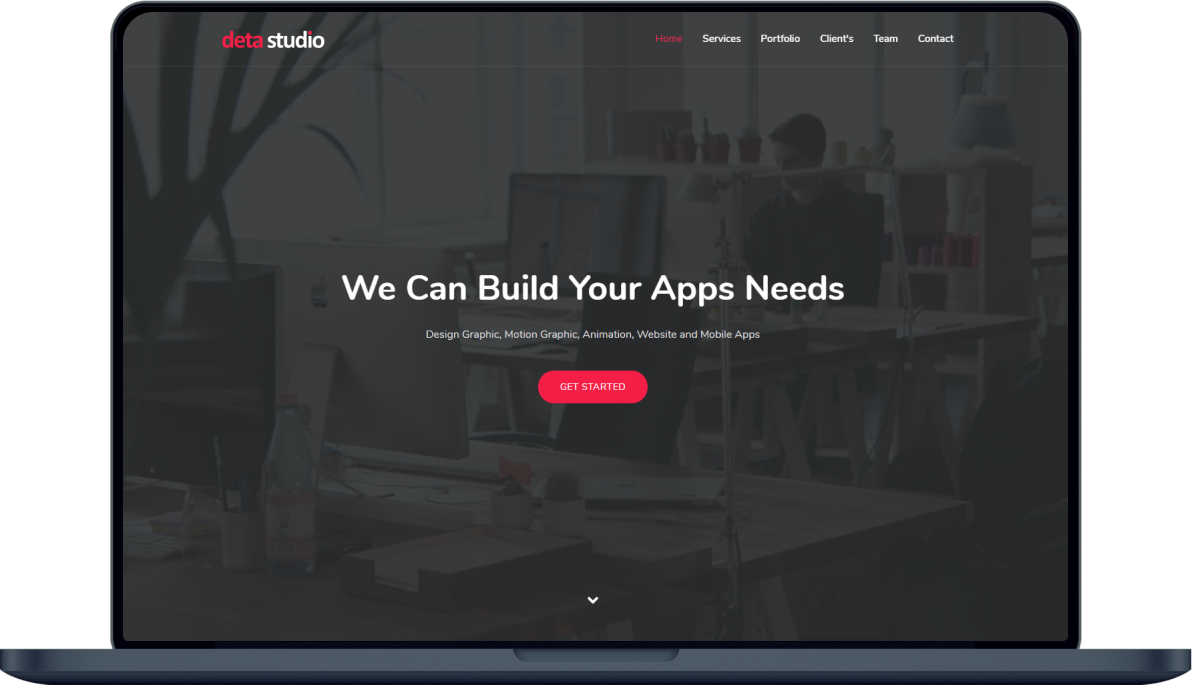 deta studio
Home Services Portfolio Client's Team Contact
We Can Build Your Apps Needs
Design Graphic, Motion Graphic, Animation, Website and Mobile Apps
GET STARTED